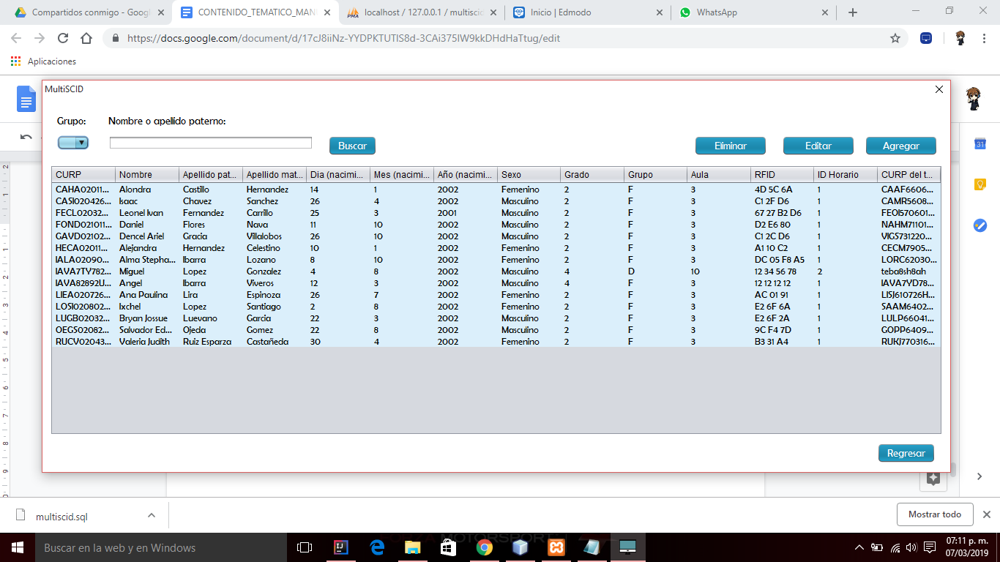 Compartidos conmigo - Goog
CONTENIDO_TEMATICO_MAN
localhost / 127.0.0.1 / multiscid
Inicio | Edmodo
WhatsApp
https://docs.google.com/document/d/17cJ8iiNz-YYDPKTUTlS8d-3CAi375lW9kkDHdHaTtug/edit
Aplicaciones
MultiSCID
Grupo: Nombre o apellido paterno:
Buscar Eliminar Editar Agregar
CURP Nombre Apellido pat... Apellido mat... Dia (nacimi... Mes (nacimi... Año (nacimi... Sexo Grado Grupo Aula RFID ID Horario CURP del t...
CAHA02011... Alondra Castillo Hernandez 14 1 2002 Femenino 2 F 3 4D 5C 6A 1 CAAF6606...
CASI020426... Isaac Chavez Sanchez 26 4 2002 Masculino 2 F 3 C1 2F D6 1 CAMR5608...
FECL02032... Leonel Ivan Fernandez Carrillo 25 3 2001 Masculino 2 F 3 67 27 B2 D6 1 FEOI570601...
FOND021011... Daniel Flores Nava 11 10 2002 Masculino 2 F 3 D2 E6 80 1 NAHM71101...
GAVD02102... Dencel Ariel Gracia Villalobos 26 10 2002 Masculino 2 F 3 C1 2C D6 1 VIGS731220...
HECA02011... Alejandra Hernandez Celestino 10 1 2002 Femenino 2 F 3 A1 10 C2 1 CECM7905...
IALA02090... Alma Stepha... Ibarra Lozano 8 10 2002 Femenino 2 F 3 DC 05 F8 A5 1 LORC62030...
IAVA7TY782... Miguel Lopez Gonzalez 4 8 2002 Masculino 4 D 10 12 34 56 78 2 teba8sh8ah
IAVA82892U... Angel Ibarra Viveros 12 3 2002 Masculino 4 F 3 12 12 12 12 1 IAVA7YD78...
LIEA020726... Ana Paulina Lira Espinoza 26 7 2002 Femenino 2 F 3 AC 01 91 1 LISJ610726H...
LOSI020802... Ixchel Lopez Santiago 2 8 2002 Femenino 2 F 3 E2 6F 6A 1 SAAM6402...
LUGB02032... Bryan Jossue Luevano Garcia 22 3 2002 Masculino 2 F 3 E2 6F 2A 1 LULP66041...
OEGS02082... Salvador Ed... Ojeda Gomez 22 8 2002 Masculino 2 F 3 9C F4 7D 1 GOPP6409...
RUCV02043... Valeria Judith Ruiz Esparza Castañeda 30 4 2002 Femenino 2 F 3 B3 31 A4 1 RUKJ770316...
Regresar
multiscid.sql
Mostrar todo
Buscar en la web y en Windows
07:11 p. m.
07/03/2019